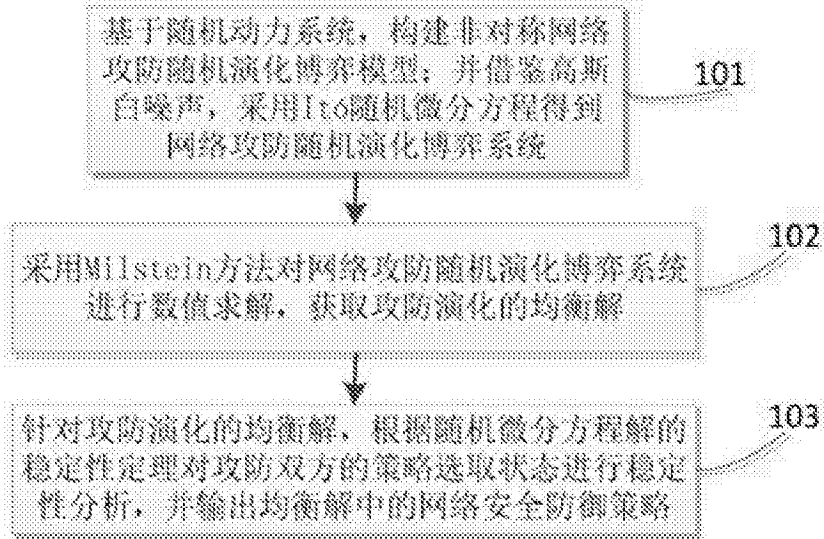 基于随机动力系统，构建非对称网络
攻防随机演化博弈模型；并借鉴高斯
白噪声，采用Itô随机微分方程得到
网络攻防随机演化博弈系统
101
采用Milstein方法对网络攻防随机演化博弈系统
进行数值求解，获取攻防演化的均衡解
102
针对攻防演化的均衡解，根据随机微分方程解的
稳定性定理对攻防双方的策略选取状态进行稳定
性分析，并输出均衡解中的网络安全防御策略
103